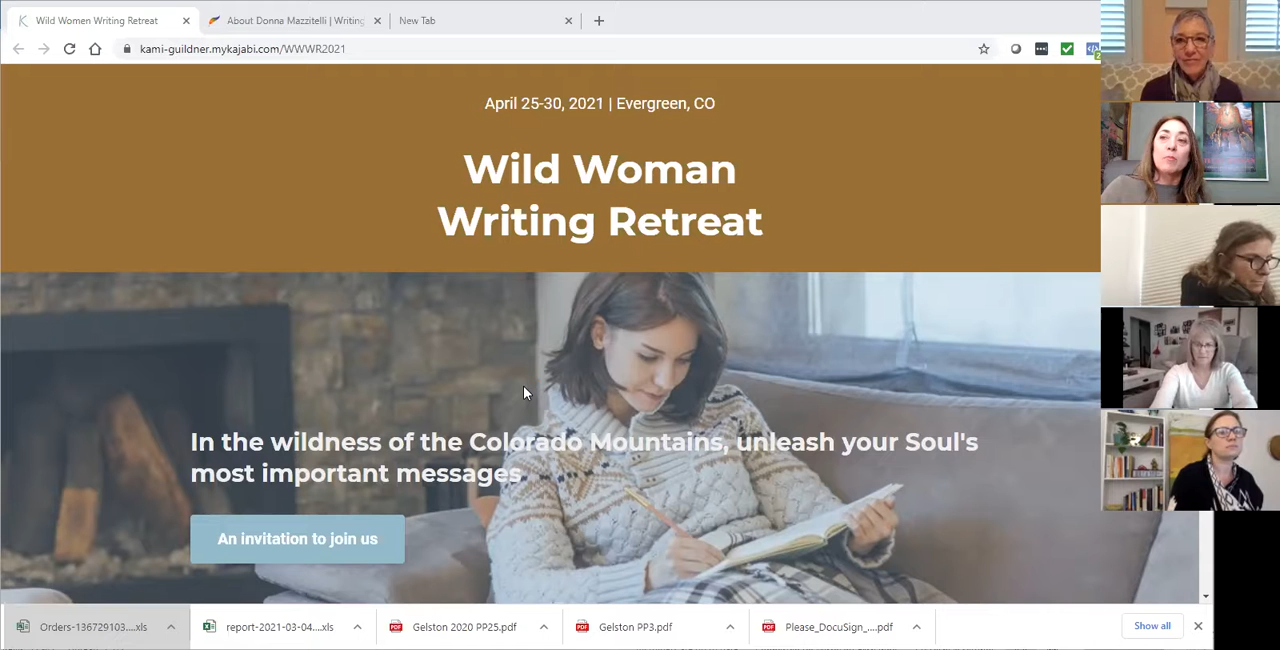 Wild Women Writing Retreat
About Donna Mazzitelli | Writing
New Tab
kami-guildner.mykajabi.com/WWWR2021
April 25-30, 2021 | Evergreen, CO
Wild Woman
Writing Retreat
In the wildness of the Colorado Mountains, unleash your Soul's
most important messages
An invitation to join us
Orders-136729103....xls
report-2021-03-04....xls
Gelston 2020 PP25.pdf
Gelston PP3.pdf
Please_DocuSign_....pdf
Show all